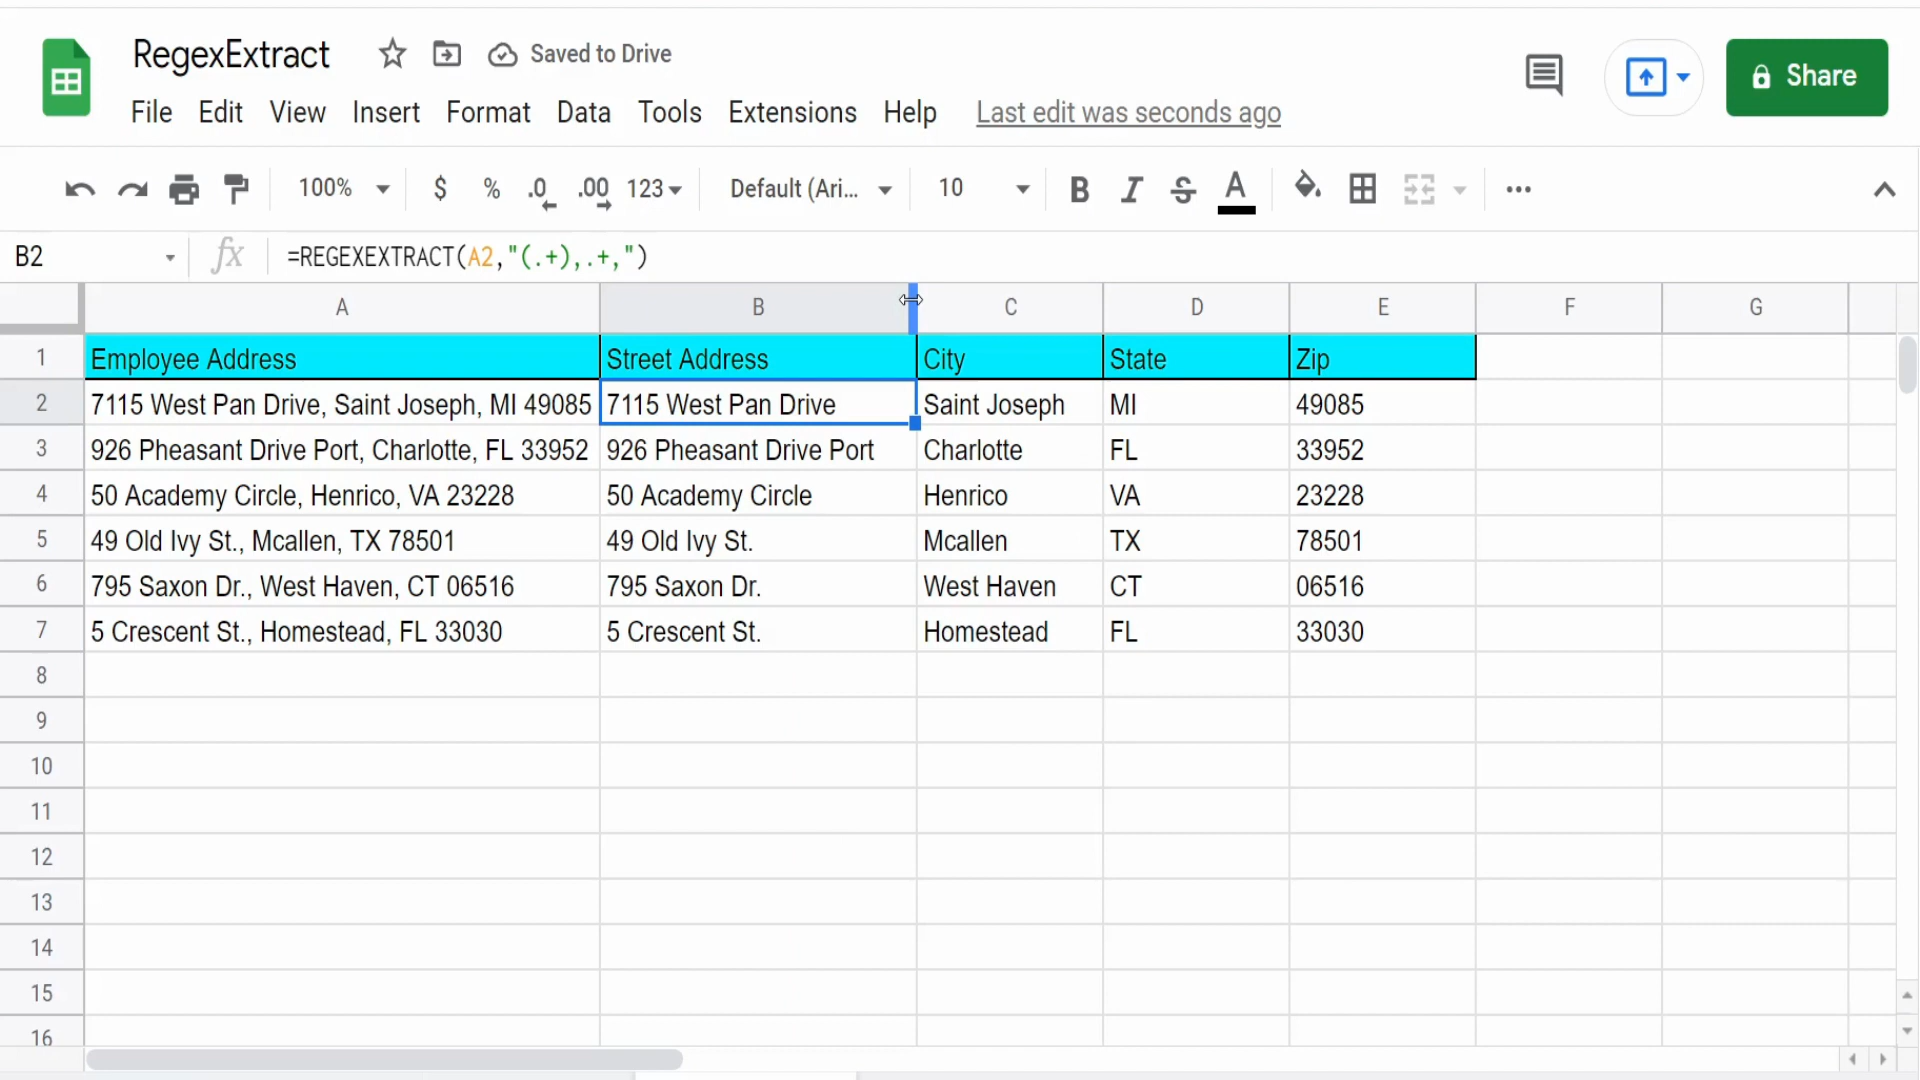 RegexExtract Saved to Drive
File Edit View Insert Format Data Tools Extensions Help Last edit was seconds ago
Share
100% $ % .0 .00 123 Default (Ari... 10 B I S A
B2 fx =REGEXEXTRACT(A2,"(.+),.+,")
A B C D E F G
1 Employee Address Street Address City State Zip
2 7115 West Pan Drive, Saint Joseph, MI 49085 7115 West Pan Drive Saint Joseph MI 49085
3 926 Pheasant Drive Port, Charlotte, FL 33952 926 Pheasant Drive Port Charlotte FL 33952
4 50 Academy Circle, Henrico, VA 23228 50 Academy Circle Henrico VA 23228
5 49 Old Ivy St., Mcallen, TX 78501 49 Old Ivy St. Mcallen TX 78501
6 795 Saxon Dr., West Haven, CT 06516 795 Saxon Dr. West Haven CT 06516
7 5 Crescent St., Homestead, FL 33030 5 Crescent St. Homestead FL 33030
8
9
10
11
12
13
14
15
16